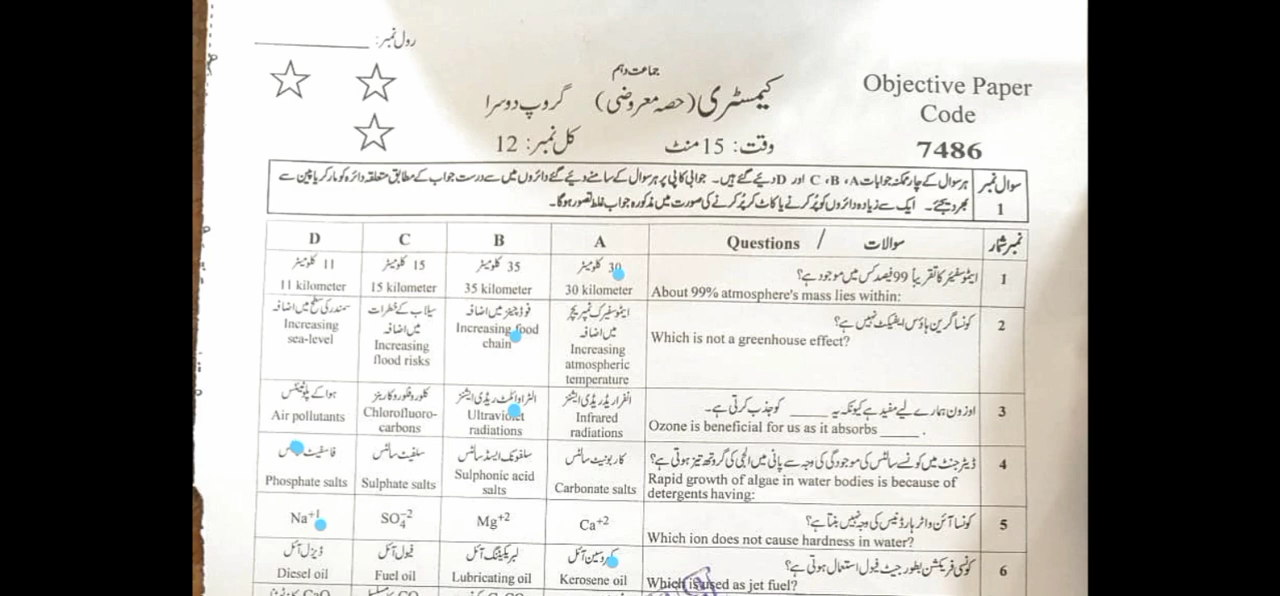 رول نمبر: ____________
جماعت دہم
کیمسٹری (حصہ معروضی) گروپ دوسرا
وقت: 15 منٹ کل نمبر: 12
Objective Paper
Code
7486
سوال نمبر 1
ہر سوال کے چار ممکنہ جوابات A، B، C اور D دیئے گئے ہیں۔ جوابی کاپی پر ہر سوال کے سامنے دیئے گئے دائروں میں سے درست جواب کے مطابق متعلقہ دائرہ کو مارکر یا پین سے
بھر دیجئے۔ ایک سے زیادہ دائروں کو پُر کرنے یا کاٹ کر پُر کرنے کی صورت میں مذکورہ جواب غلط تصور ہوگا۔
D C B A Questions / سوالات نمبر شمار
11 کلومیٹر 15 کلومیٹر 35 کلومیٹر 30 کلومیٹر ایٹموسفیئر کا تقریباً 99 فیصد کس میں موجود ہے؟ 1
11 kilometer 15 kilometer 35 kilometer 30 kilometer About 99% atmosphere's mass lies within:
سمندر کی سطح میں اضافہ سیلاب کے خطرات میں اضافہ فوڈ چینز میں اضافہ ایٹموسفیرک ٹمپریچر میں اضافہ کونسا گرین ہاؤس ایفیکٹ نہیں ہے؟ 2
Increasing sea-level Increasing flood risks Increasing food chain Increasing atmospheric temperature Which is not a greenhouse effect?
ہوا کے پلوٹینٹس کلوروفلوروکاربنز الٹراوائلٹ ریڈی ایشنز انفراریڈ ریڈی ایشنز اوزون ہمارے لیے مفید ہے کیونکہ یہ _____ کو جذب کرتی ہے۔ 3
Air pollutants Chlorofluoro-carbons Ultraviolet radiations Infrared radiations Ozone is beneficial for us as it absorbs _____ .
فاسفیٹ سلفیٹ سالٹس سلفونک ایسڈ سالٹس کاربونیٹ سالٹس ڈیٹرجنٹ میں کونسے سالٹس کی موجودگی کی وجہ سے پانی میں الجی کی گروتھ تیز ہوتی ہے؟ 4
Phosphate salts Sulphate salts Sulphonic acid salts Carbonate salts Rapid growth of algae in water bodies is because of
detergents having:
Na⁺¹ SO₄⁻² Mg⁺² Ca⁺² کونسا آئن واٹر ہارڈنیس کی وجہ نہیں بنتا ہے؟ 5
Which ion does not cause hardness in water?
ڈیزل آئل فیول آئل لبریکیٹنگ آئل کیروسین آئل کونسی فریکشن بطور جیٹ فیول استعمال ہوتی ہے؟ 6
Diesel oil Fuel oil Lubricating oil Kerosene oil Which is used as jet fuel?